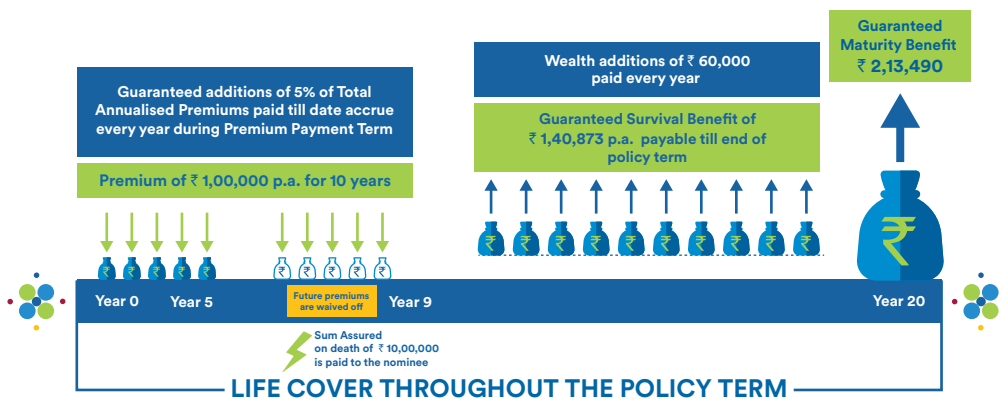 Guaranteed additions of 5% of Total
Annualised Premiums paid till date accrue
every year during Premium Payment Term
Premium of ₹ 1,00,000 p.a. for 10 years
Wealth additions of ₹ 60,000
paid every year
Guaranteed Survival Benefit of
₹ 1,40,873 p.a. payable till end of
policy term
Guaranteed
Maturity Benefit
₹ 2,13,490
₹ ₹ ₹ ₹ ₹
₹ ₹ ₹ ₹ ₹
₹ ₹ ₹ ₹ ₹ ₹ ₹ ₹ ₹ ₹
₹
Year 0
Year 5
Future premiums
are waived off
Year 9
Year 20
Sum Assured
on death of ₹ 10,00,000
is paid to the nominee
LIFE COVER THROUGHOUT THE POLICY TERM